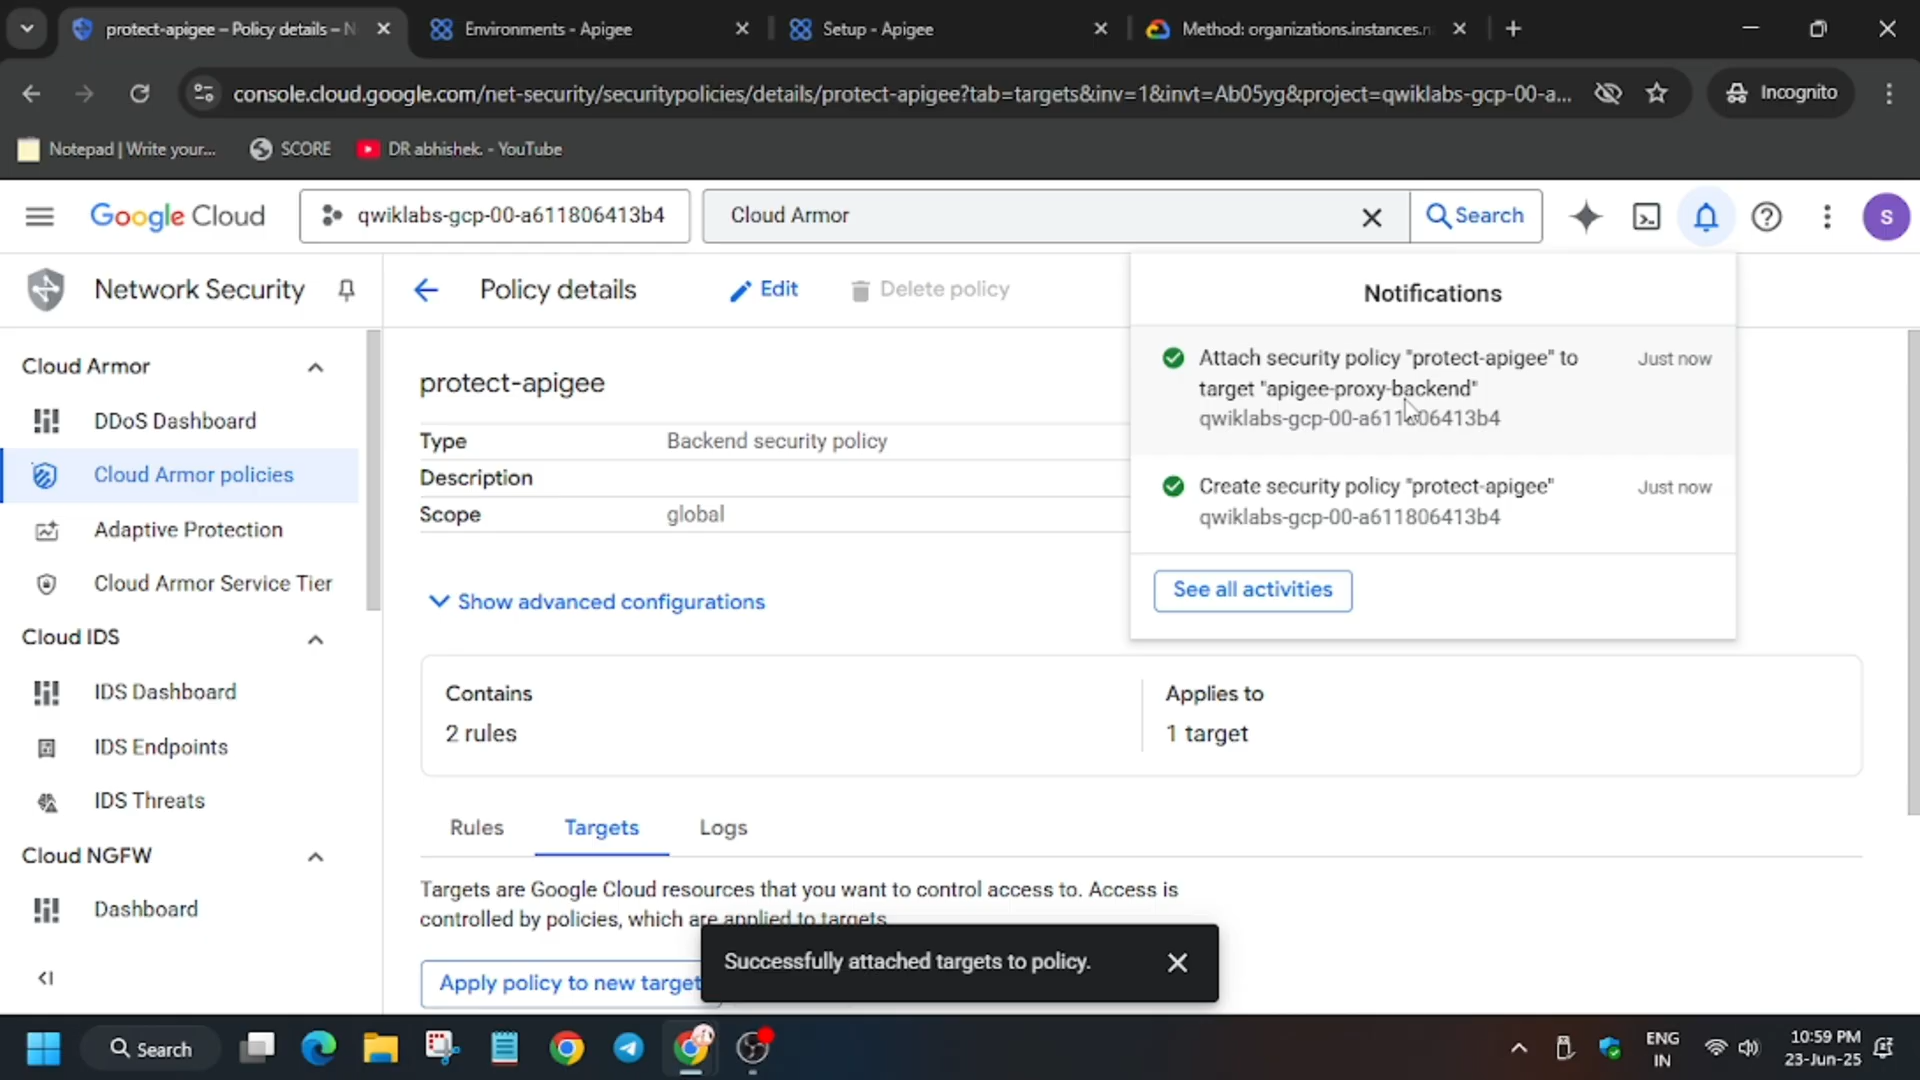 protect-apigee – Policy details – N
Environments - Apigee
Setup - Apigee
Method: organizations.instances.n
console.cloud.google.com/net-security/securitypolicies/details/protect-apigee?tab=targets&inv=1&invt=Ab05yg&project=qwiklabs-gcp-00-a...
Incognito
Notepad | Write your...
SCORE
DR abhishek. - YouTube
Google Cloud
qwiklabs-gcp-00-a611806413b4
Cloud Armor
Search
S
Network Security
Policy details
Edit
Delete policy
Notifications
Attach security policy "protect-apigee" to
target "apigee-proxy-backend"
qwiklabs-gcp-00-a611806413b4
Just now
Create security policy "protect-apigee"
qwiklabs-gcp-00-a611806413b4
Just now
See all activities
Cloud Armor
DDoS Dashboard
Cloud Armor policies
Adaptive Protection
Cloud Armor Service Tier
Cloud IDS
IDS Dashboard
IDS Endpoints
IDS Threats
Cloud NGFW
Dashboard
protect-apigee
Type Backend security policy
Description
Scope global
Show advanced configurations
Contains
2 rules
Applies to
1 target
Rules
Targets
Logs
Targets are Google Cloud resources that you want to control access to. Access is
controlled by policies, which are applied to targets
Apply policy to new target
Successfully attached targets to policy.
Search
ENG
IN
10:59 PM
23-Jun-25